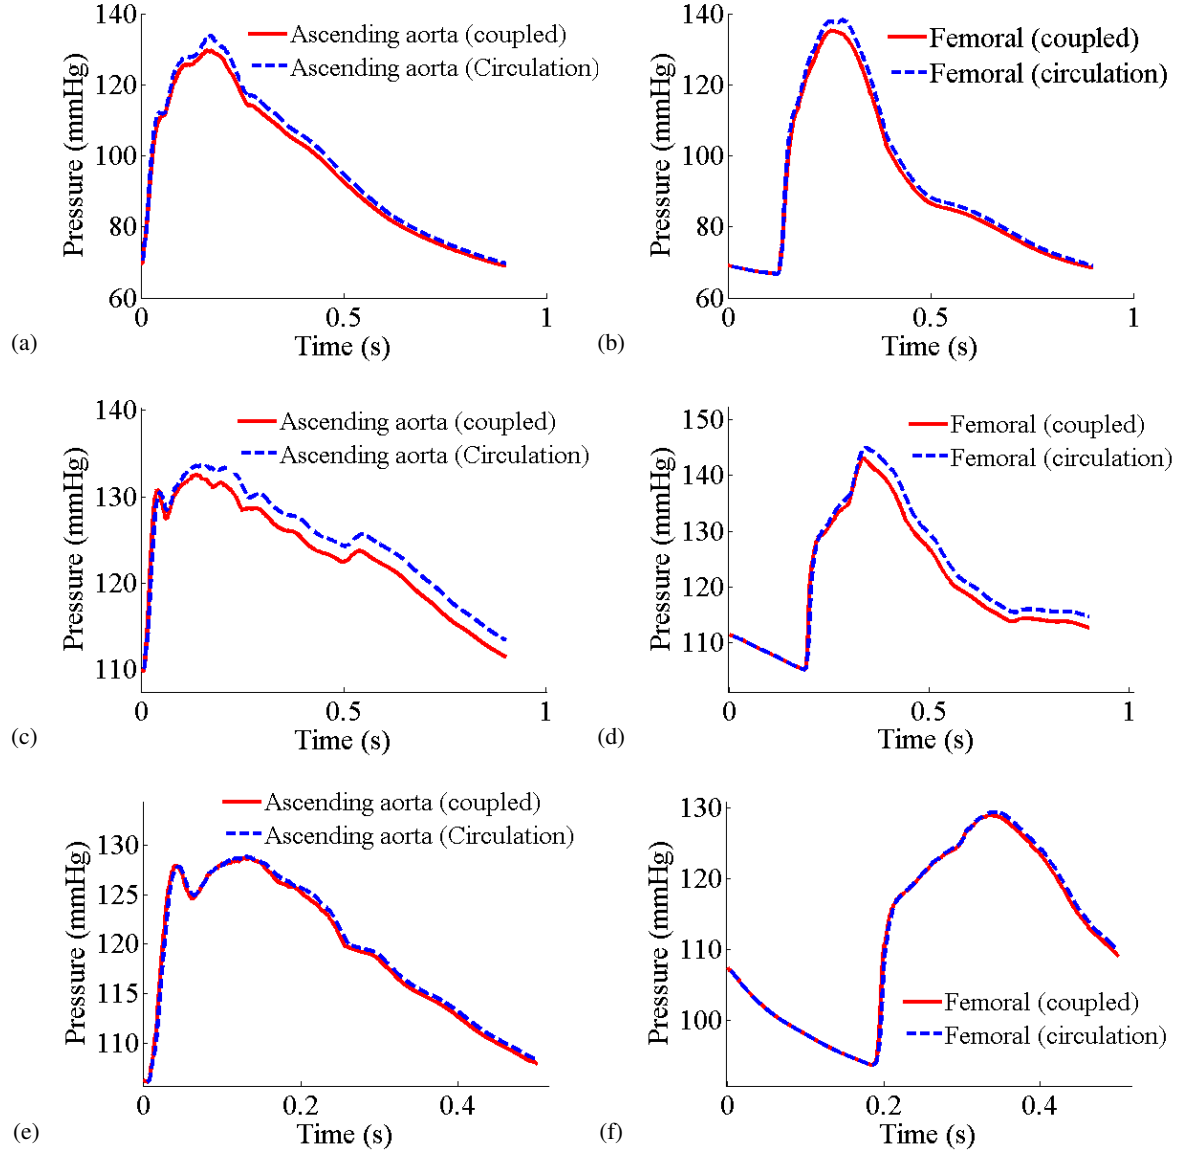 140
120
100
80
60
Pressure (mmHg)
Ascending aorta (coupled)
Ascending aorta (Circulation)
0
0.5
1
Time (s)
(a)
140
120
100
80
60
Pressure (mmHg)
Femoral (coupled)
Femoral (circulation)
0
0.5
1
Time (s)
(b)
140
130
120
110
Pressure (mmHg)
Ascending aorta (coupled)
Ascending aorta (Circulation)
0
0.5
1
Time (s)
(c)
150
140
130
120
110
Pressure (mmHg)
Femoral (coupled)
Femoral (circulation)
0
0.5
1
Time (s)
(d)
130
125
120
115
110
Pressure (mmHg)
Ascending aorta (coupled)
Ascending aorta (Circulation)
0
0.2
0.4
Time (s)
(e)
130
120
110
100
Pressure (mmHg)
Femoral (coupled)
Femoral (circulation)
0
0.2
0.4
Time (s)
(f)